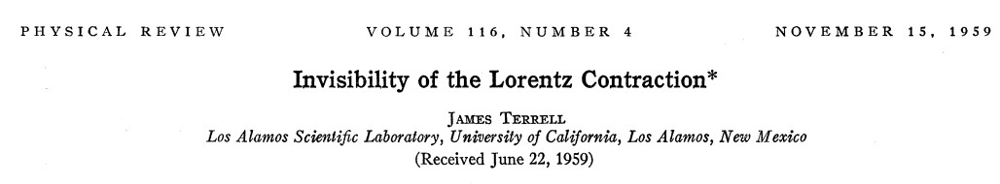 PHYSICAL REVIEW VOLUME 116, NUMBER 4 NOVEMBER 15, 1959
Invisibility of the Lorentz Contraction*
JAMES TERRELL
Los Alamos Scientific Laboratory, University of California, Los Alamos, New Mexico
(Received June 22, 1959)